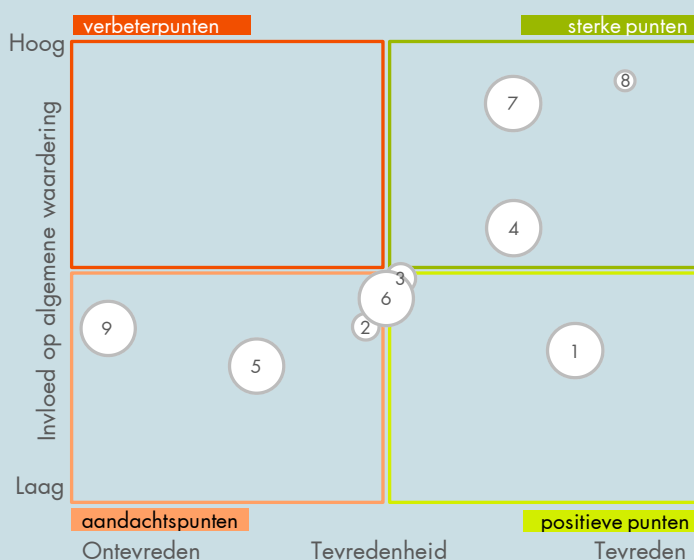 verbeterpunten
sterke punten
Hoog
8
7
4
3
6
2
9
1
5
Invloed op algemene waardering
Laag
aandachtspunten
positieve punten
Ontevreden
Tevredenheid
Tevreden